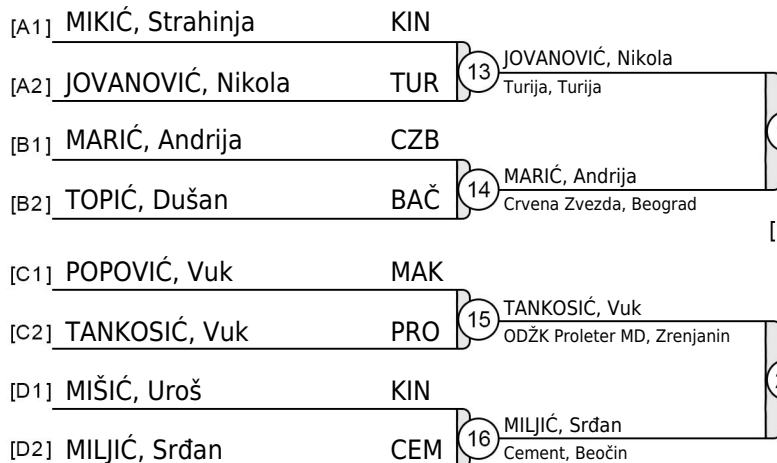 [A1] MIKIĆ, Strahinja KIN
[A2] JOVANOVIĆ, Nikola TUR
13 JOVANOVIĆ, Nikola
Turija, Turija
[B1] MARIĆ, Andrija CZB
[B2] TOPIĆ, Dušan BAČ
14 MARIĆ, Andrija
Crvena Zvezda, Beograd
[
[C1] POPOVIĆ, Vuk MAK
[C2] TANKOSIĆ, Vuk PRO
15 TANKOSIĆ, Vuk
ODŽK Proleter MD, Zrenjanin
[D1] MIŠIĆ, Uroš KIN
[D2] MILJIĆ, Srđan CEM
16 MILJIĆ, Srđan
Cement, Beočin